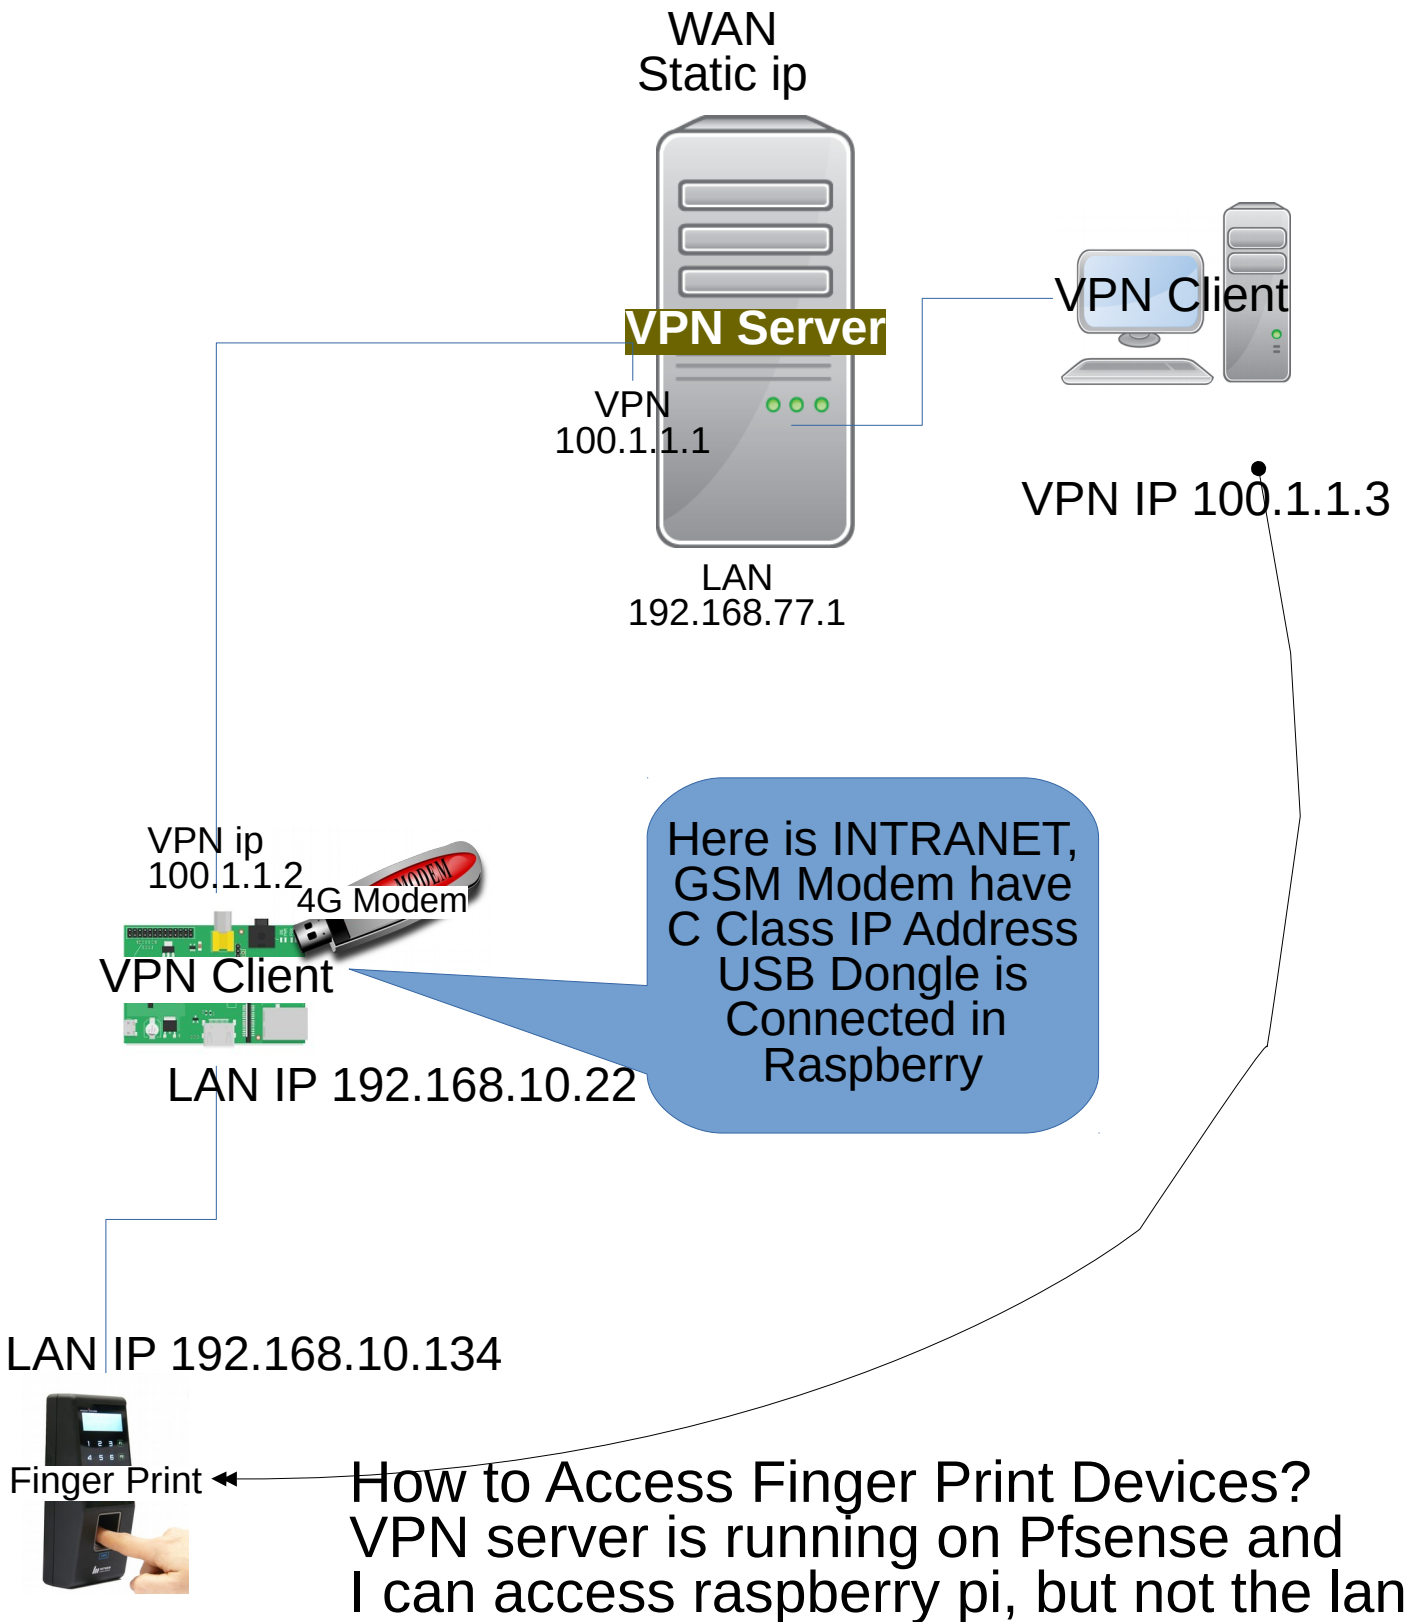 WAN
Static ip
VPN Server
VPN Client
VPN
100.1.1.1
VPN IP 100.1.1.3
LAN
192.168.77.1
VPN ip
100.1.1.2
MODEM
4G Modem
VPN Client
LAN IP 192.168.10.22
Here is INTRANET,
GSM Modem have
C Class IP Address
USB Dongle is
Connected in
Raspberry
LAN IP 192.168.10.134
Finger Print
How to Access Finger Print Devices?
VPN server is running on Pfsense and
I can access raspberry pi, but not the lan